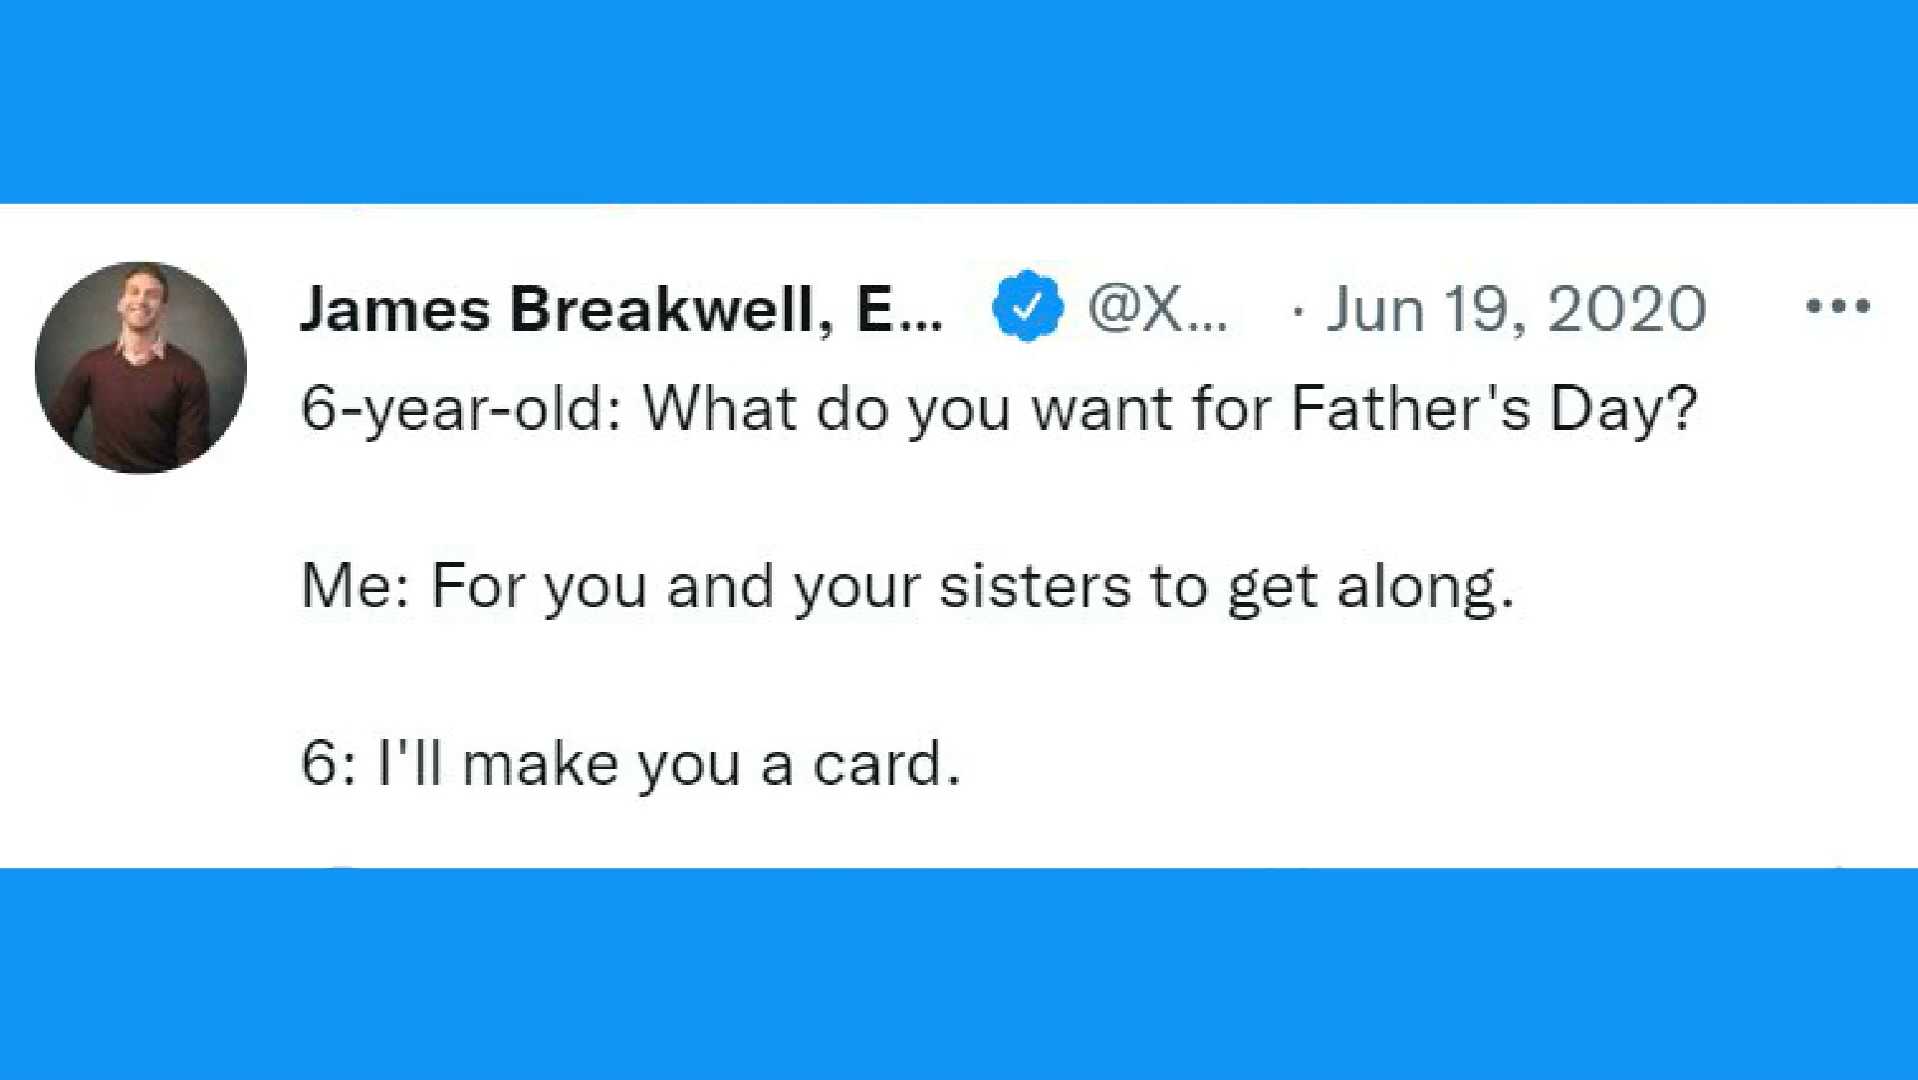 James Breakwell, E... @X... · Jun 19, 2020
6-year-old: What do you want for Father's Day?
Me: For you and your sisters to get along.
6: I'll make you a card.